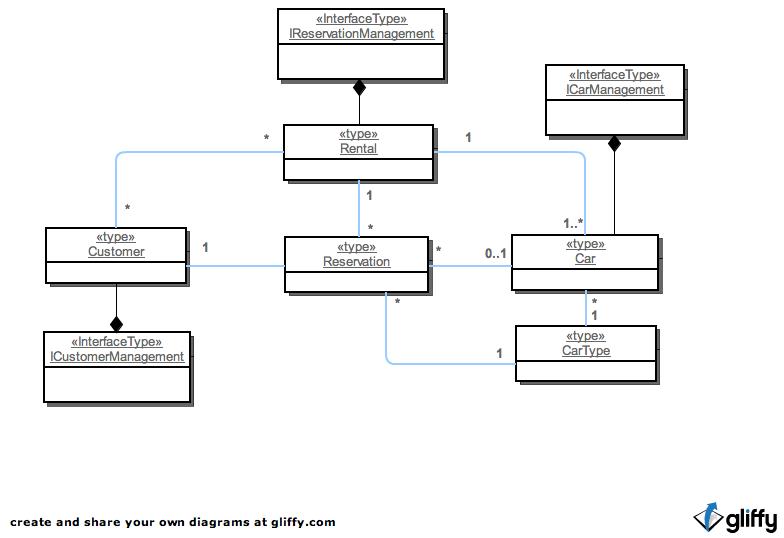 «InterfaceType»
IReservationManagement
«InterfaceType»
ICarManagement
«type»
Rental
*
1
*
1
1..*
*
«type»
Customer
1
«type»
Reservation
*
0..1
«type»
Car
*
*
1
«InterfaceType»
ICustomerManagement
1
«type»
CarType
create and share your own diagrams at gliffy.com
gliffy